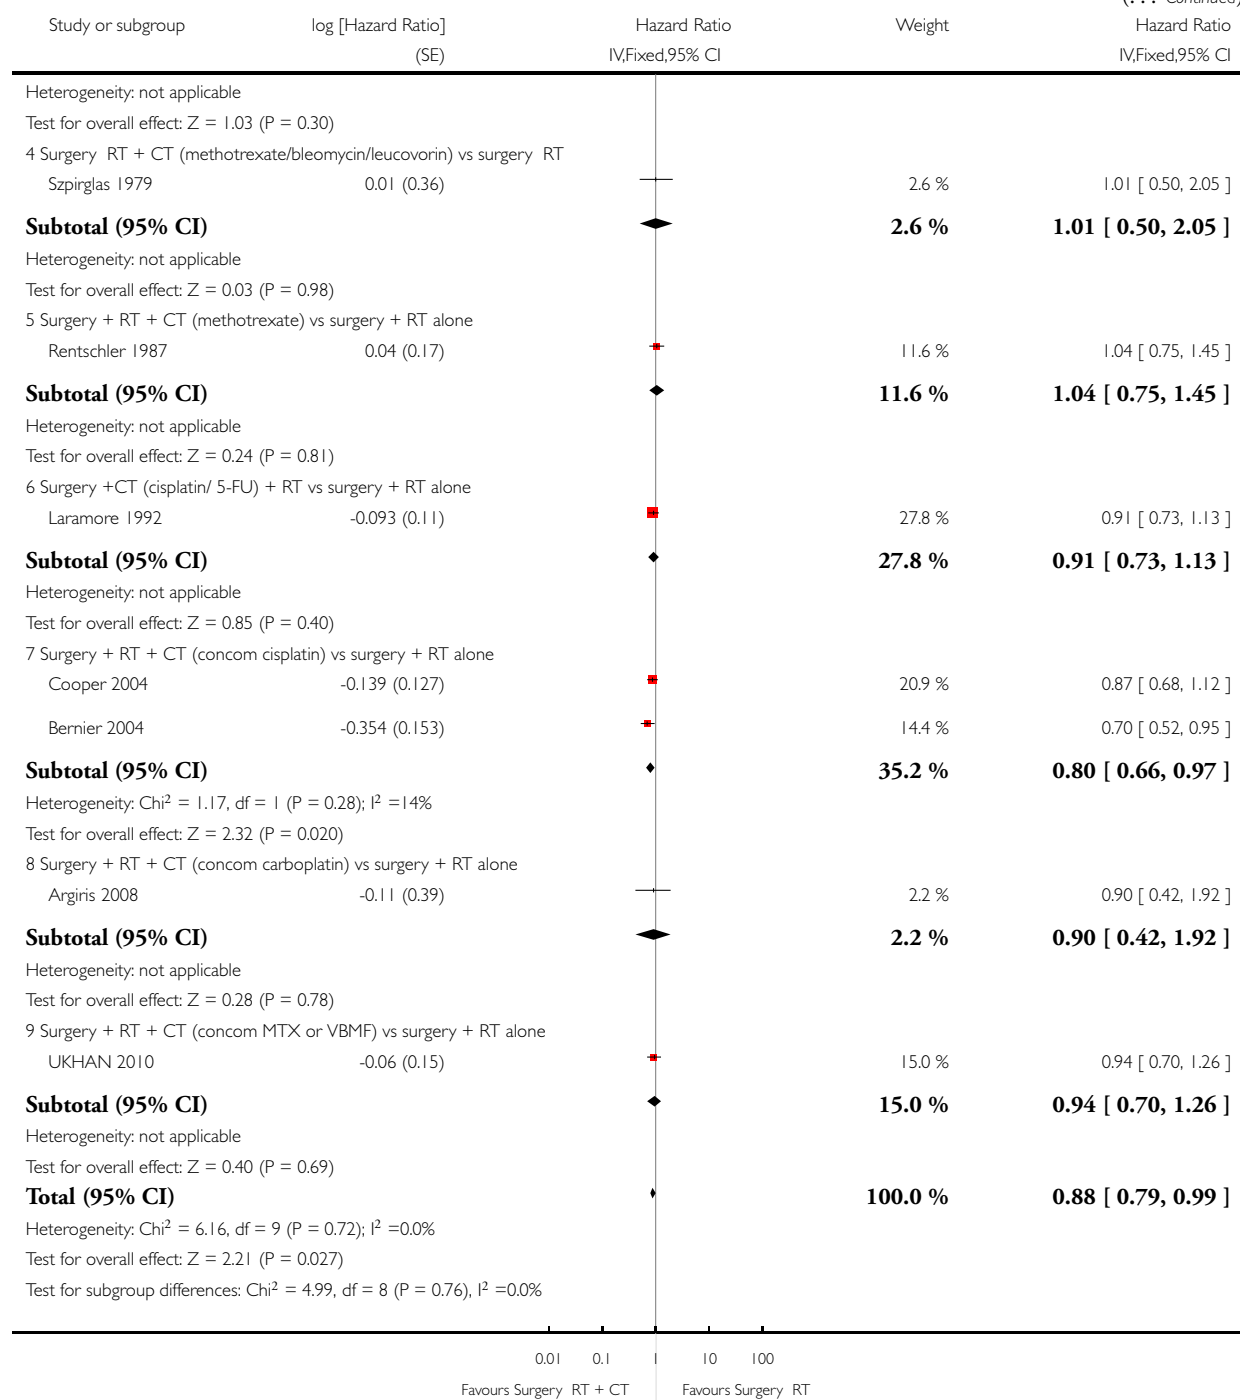 (... Continued)
Study or subgroup log [Hazard Ratio] Hazard Ratio Weight Hazard Ratio
(SE) IV,Fixed,95% CI IV,Fixed,95% CI
Heterogeneity: not applicable
Test for overall effect: Z = 1.03 (P = 0.30)
4 Surgery RT + CT (methotrexate/bleomycin/leucovorin) vs surgery RT
Szpirglas 1979 0.01 (0.36) 2.6 % 1.01 [ 0.50, 2.05 ]
Subtotal (95% CI) 2.6 % 1.01 [ 0.50, 2.05 ]
Heterogeneity: not applicable
Test for overall effect: Z = 0.03 (P = 0.98)
5 Surgery + RT + CT (methotrexate) vs surgery + RT alone
Rentschler 1987 0.04 (0.17) 11.6 % 1.04 [ 0.75, 1.45 ]
Subtotal (95% CI) 11.6 % 1.04 [ 0.75, 1.45 ]
Heterogeneity: not applicable
Test for overall effect: Z = 0.24 (P = 0.81)
6 Surgery +CT (cisplatin/ 5-FU) + RT vs surgery + RT alone
Laramore 1992 -0.093 (0.11) 27.8 % 0.91 [ 0.73, 1.13 ]
Subtotal (95% CI) 27.8 % 0.91 [ 0.73, 1.13 ]
Heterogeneity: not applicable
Test for overall effect: Z = 0.85 (P = 0.40)
7 Surgery + RT + CT (concom cisplatin) vs surgery + RT alone
Cooper 2004 -0.139 (0.127) 20.9 % 0.87 [ 0.68, 1.12 ]
Bernier 2004 -0.354 (0.153) 14.4 % 0.70 [ 0.52, 0.95 ]
Subtotal (95% CI) 35.2 % 0.80 [ 0.66, 0.97 ]
Heterogeneity: Chi² = 1.17, df = 1 (P = 0.28); I² =14%
Test for overall effect: Z = 2.32 (P = 0.020)
8 Surgery + RT + CT (concom carboplatin) vs surgery + RT alone
Argiris 2008 -0.11 (0.39) 2.2 % 0.90 [ 0.42, 1.92 ]
Subtotal (95% CI) 2.2 % 0.90 [ 0.42, 1.92 ]
Heterogeneity: not applicable
Test for overall effect: Z = 0.28 (P = 0.78)
9 Surgery + RT + CT (concom MTX or VBMF) vs surgery + RT alone
UKHAN 2010 -0.06 (0.15) 15.0 % 0.94 [ 0.70, 1.26 ]
Subtotal (95% CI) 15.0 % 0.94 [ 0.70, 1.26 ]
Heterogeneity: not applicable
Test for overall effect: Z = 0.40 (P = 0.69)
Total (95% CI) 100.0 % 0.88 [ 0.79, 0.99 ]
Heterogeneity: Chi² = 6.16, df = 9 (P = 0.72); I² =0.0%
Test for overall effect: Z = 2.21 (P = 0.027)
Test for subgroup differences: Chi² = 4.99, df = 8 (P = 0.76), I² =0.0%
0.01 0.1 1 10 100
Favours Surgery RT + CT Favours Surgery RT